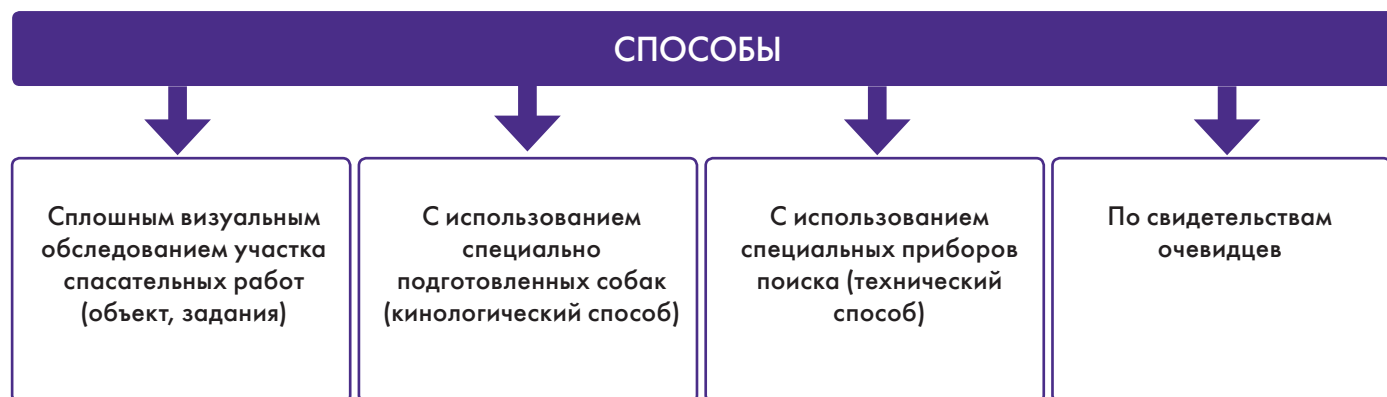 СПОСОБЫ
Сплошным визуальным
обследованием участка
спасательных работ
(объект, задания)
С использованием
специально
подготовленных собак
(кинологический способ)
С использованием
специальных приборов
поиска (технический
способ)
По свидетельствам
очевидцев